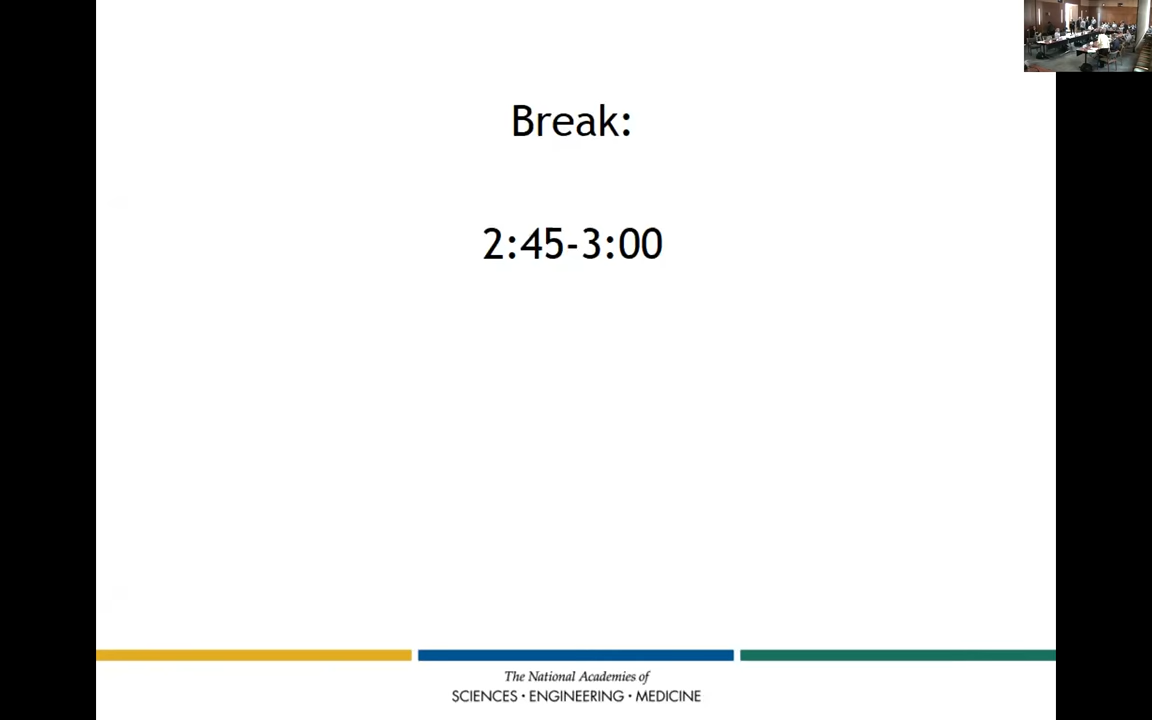 Break:
2:45-3:00
The National Academies of
SCIENCES · ENGINEERING · MEDICINE